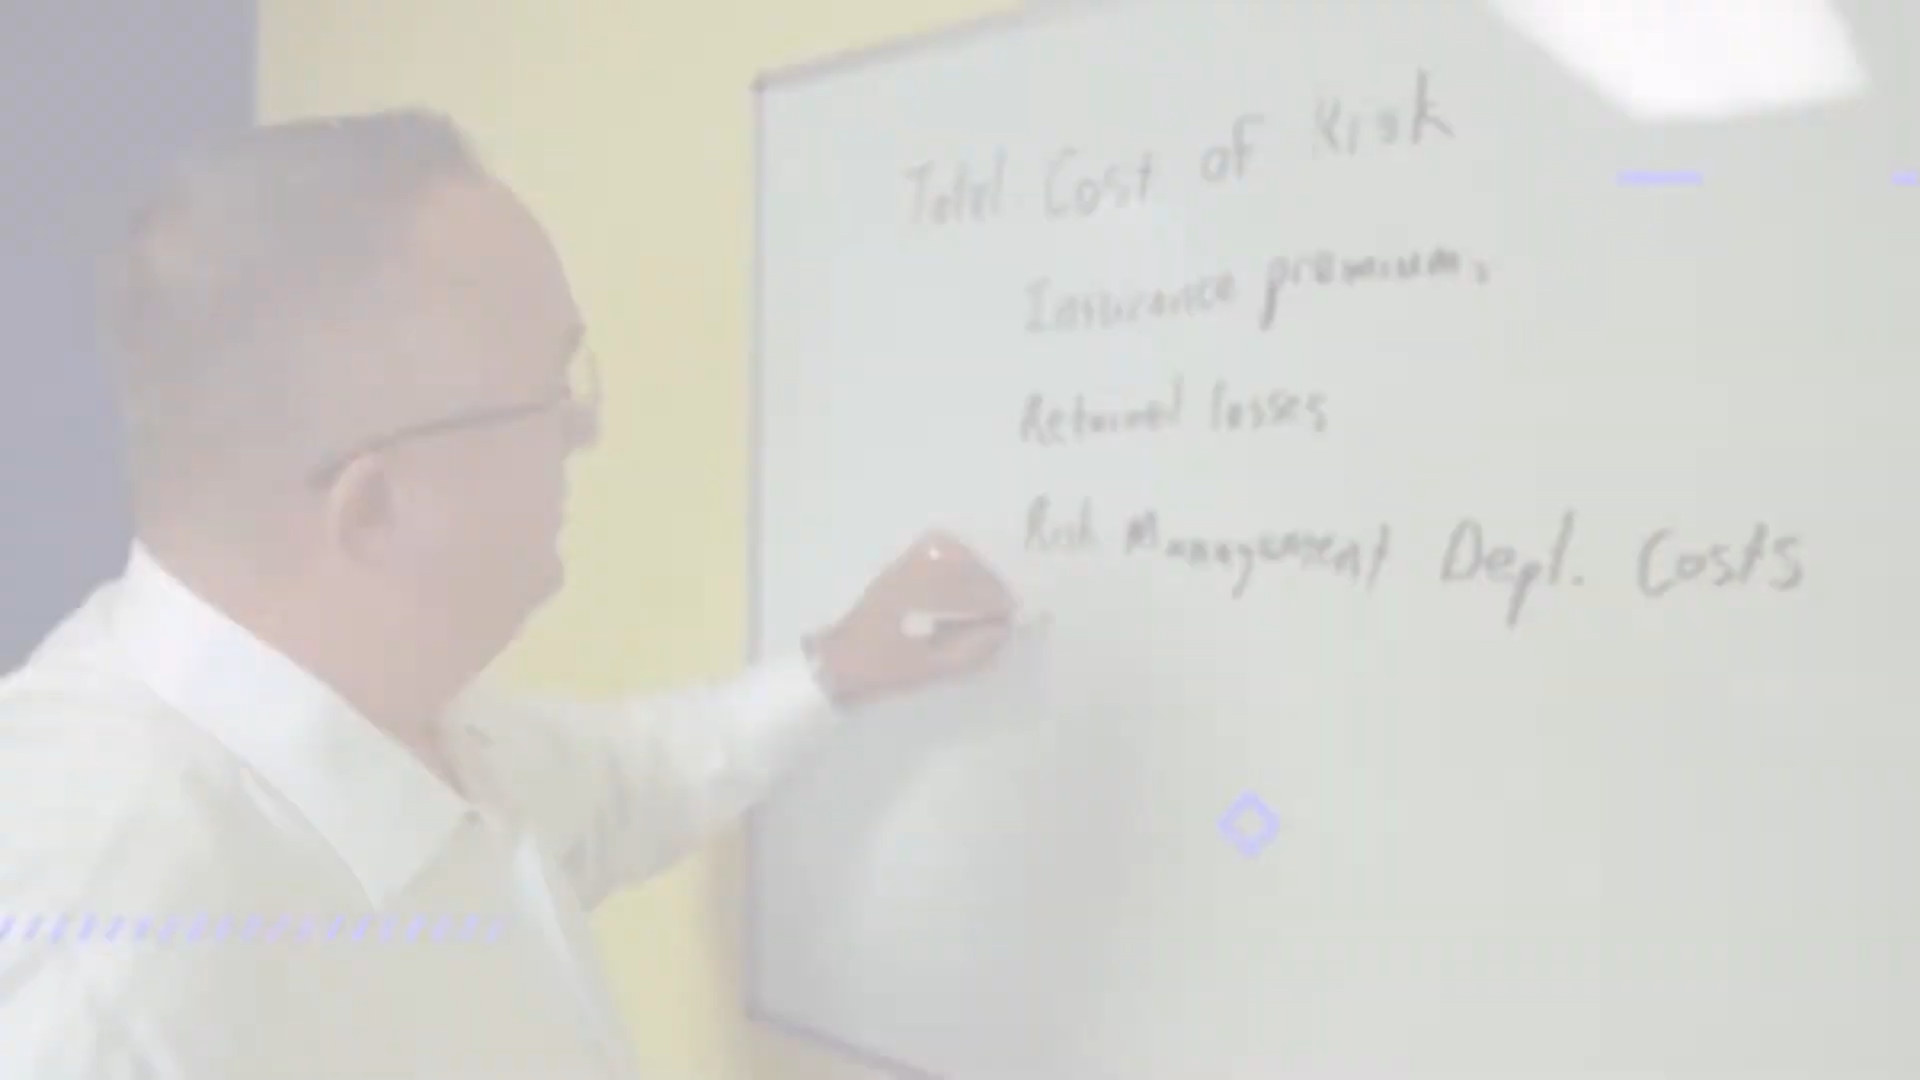 Total Cost of Risk
Insurance premiums
Retained losses
Risk Management Dept. Costs